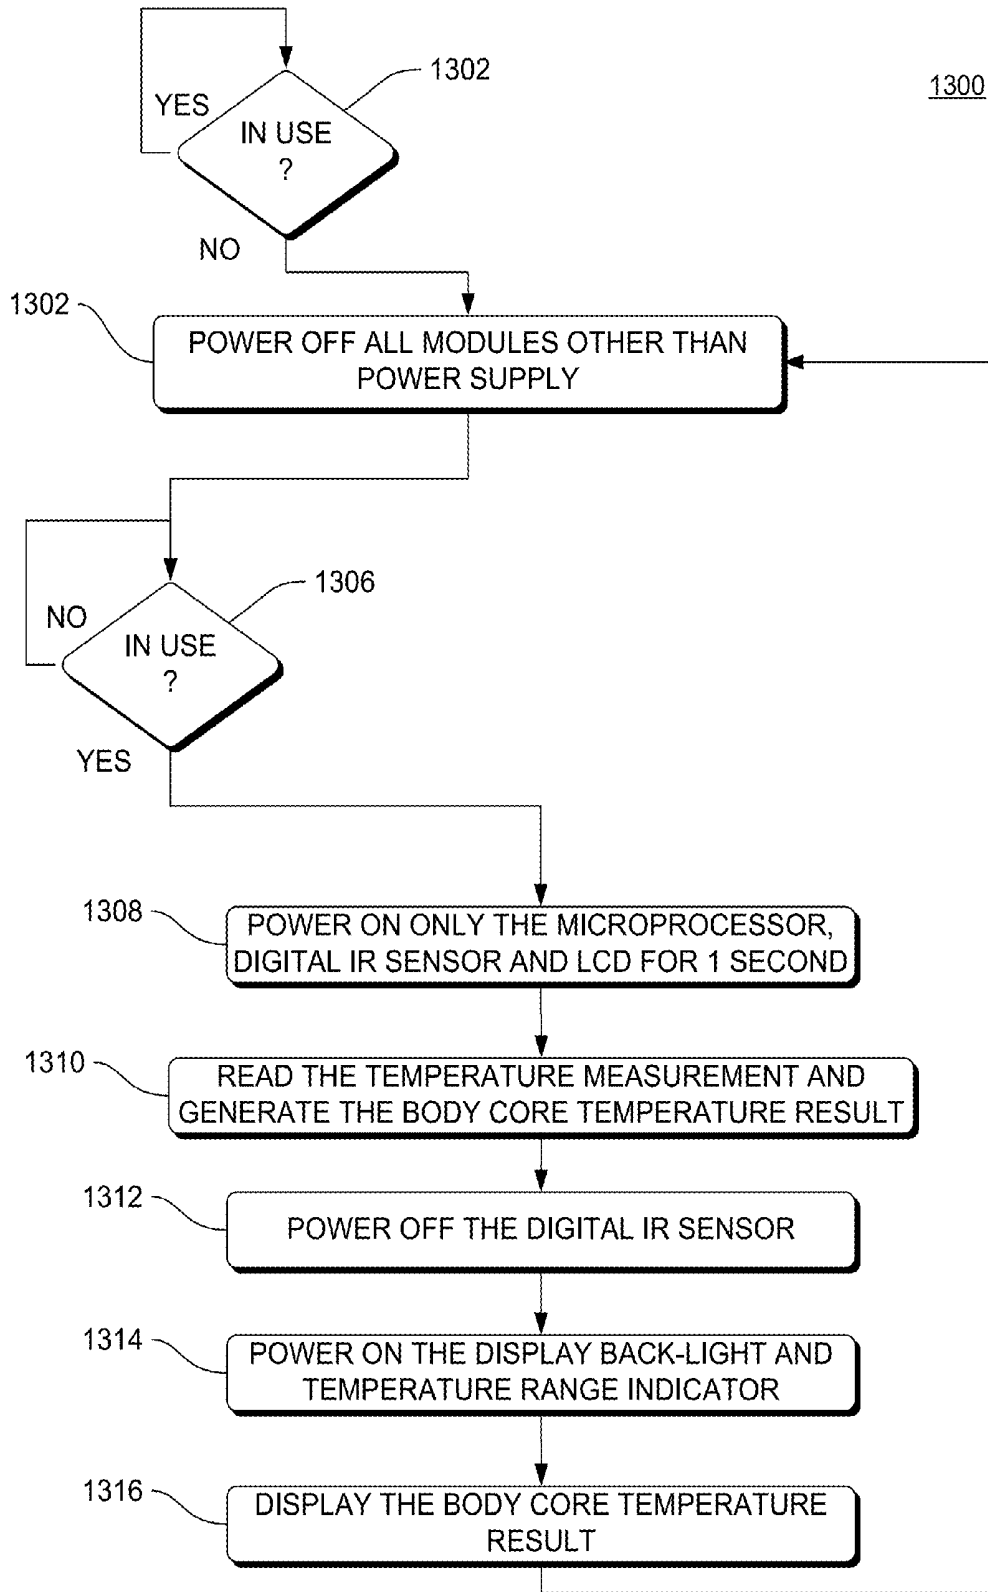 1302
1300
YES
IN USE
?
NO
1302
POWER OFF ALL MODULES OTHER THAN
POWER SUPPLY
1306
NO
IN USE
?
YES
1308
POWER ON ONLY THE MICROPROCESSOR,
DIGITAL IR SENSOR AND LCD FOR 1 SECOND
1310
READ THE TEMPERATURE MEASUREMENT AND
GENERATE THE BODY CORE TEMPERATURE RESULT
1312
POWER OFF THE DIGITAL IR SENSOR
1314
POWER ON THE DISPLAY BACK-LIGHT AND
TEMPERATURE RANGE INDICATOR
1316
DISPLAY THE BODY CORE TEMPERATURE
RESULT